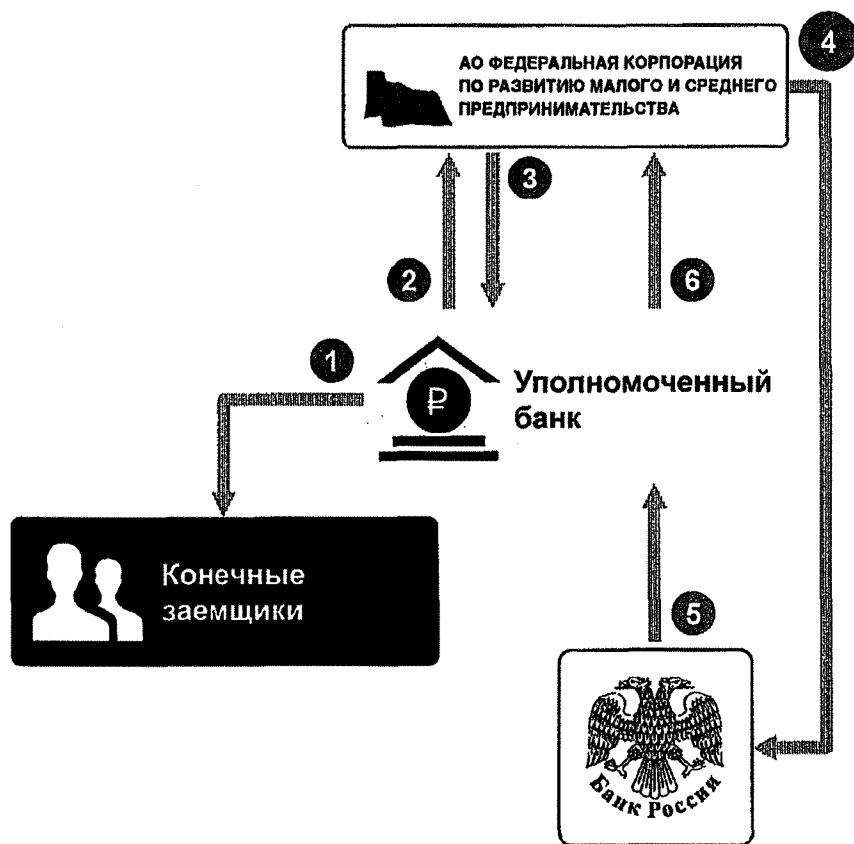 4
АО ФЕДЕРАЛЬНАЯ КОРПОРАЦИЯ
ПО РАЗВИТИЮ МАЛОГО И СРЕДНЕГО
ПРЕДПРИНИМАТЕЛЬСТВА
3
2
6
1
₽
Уполномоченный
банк
Конечные
заемщики
5
Банк России